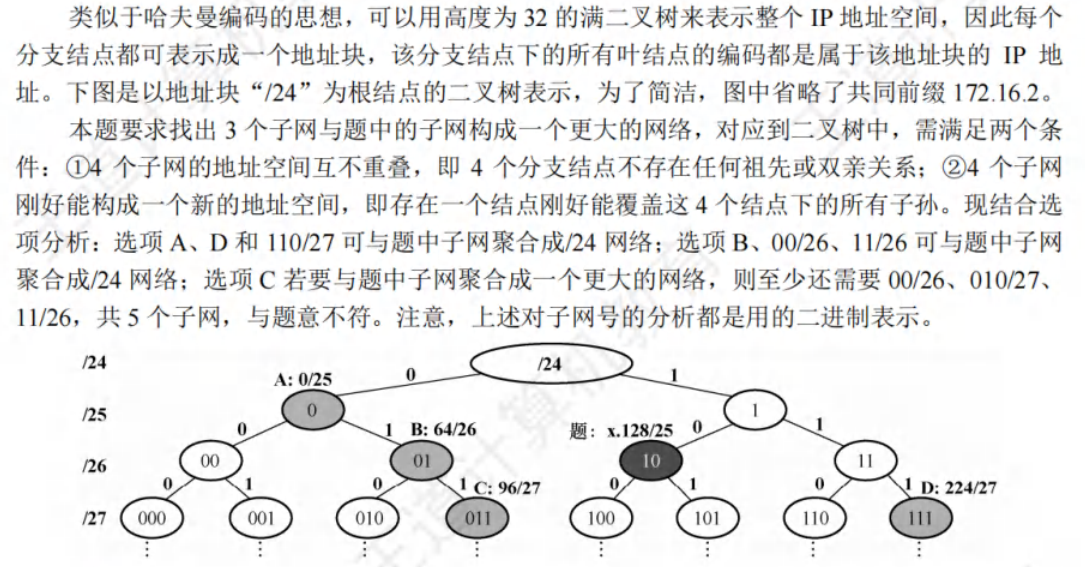 类似于哈夫曼编码的思想，可以用高度为 32 的满二叉树来表示整个 IP 地址空间，因此每个
分支结点都可表示成一个地址块，该分支结点下的所有叶结点的编码都是属于该地址块的 IP 地
址。下图是以地址块“/24”为根结点的二叉树表示，为了简洁，图中省略了共同前缀 172.16.2。
本题要求找出 3 个子网与题中的子网构成一个更大的网络，对应到二叉树中，需满足两个条
件：①4 个子网的地址空间互不重叠，即 4 个分支结点不存在任何祖先或双亲关系；②4 个子网
刚好能构成一个新的地址空间，即存在一个结点刚好能覆盖这 4 个结点下的所有子孙。现结合选
项分析：选项 A、D 和 110/27 可与题中子网聚合成/24 网络；选项 B、00/26、11/26 可与题中子网
聚合成/24 网络；选项 C 若要与题中子网聚合成一个更大的网络，则至少还需要 00/26、010/27、
11/26，共 5 个子网，与题意不符。注意，上述对子网号的分析都是用的二进制表示。
/24 /24
A: 0/25 0 1
/25 0 1
0 1 B: 64/26 题：x.128/25 0 1
/26 00 01 10 11
0 1 0 1 C: 96/27 0 1 0 1 D: 224/27
/27 000 001 010 011 100 101 110 111